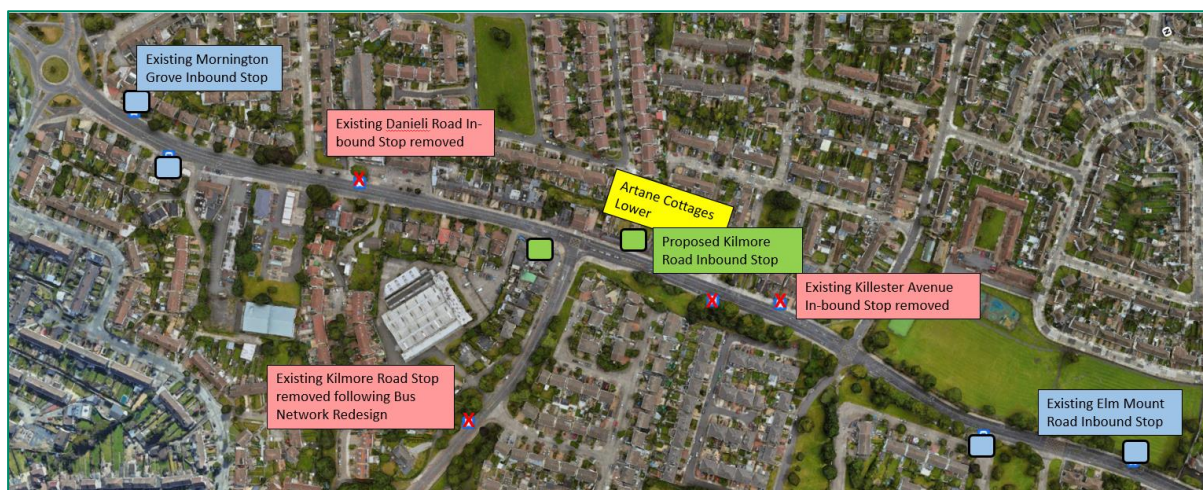 Existing Mornington
Grove Inbound Stop
Existing Danieli Road In-
bound Stop removed
Artane Cottages
Lower
Proposed Kilmore
Road Inbound Stop
Existing Killester Avenue
In-bound Stop removed
Existing Kilmore Road Stop
removed following Bus
Network Redesign
Existing Elm Mount
Road Inbound Stop